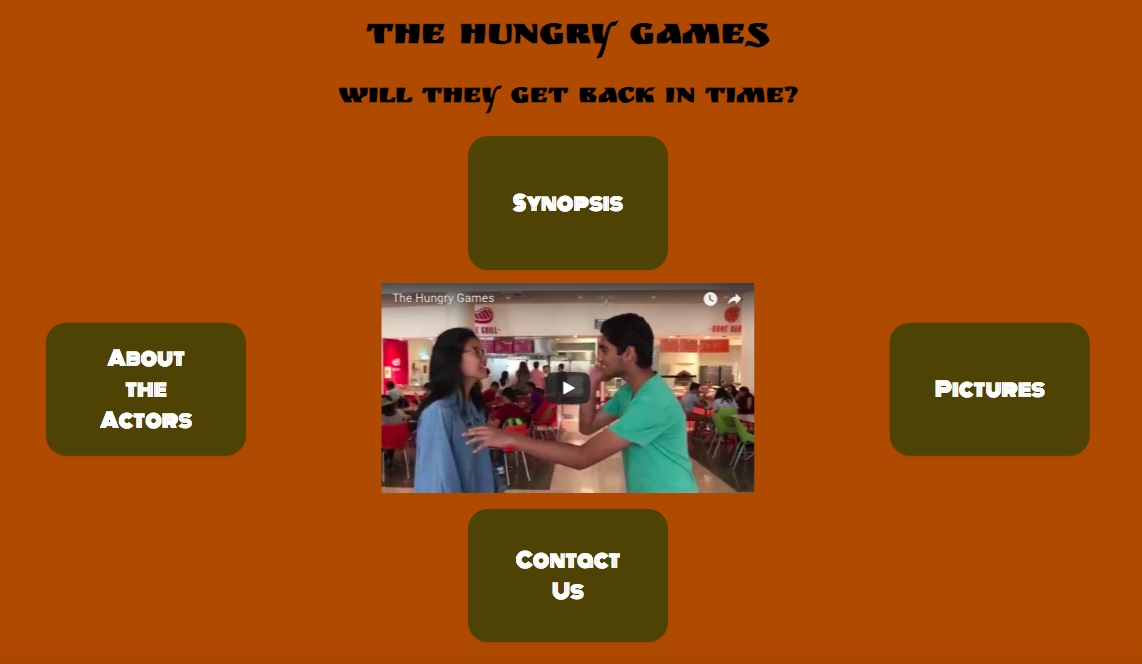 THE HUNGRY GAMES
WILL THEY GET BACK IN TIME?
SYNOPSIS
The Hungry Games
GRILL
ABOUT
THE
ACTORS
PICTURES
CONTACT
US